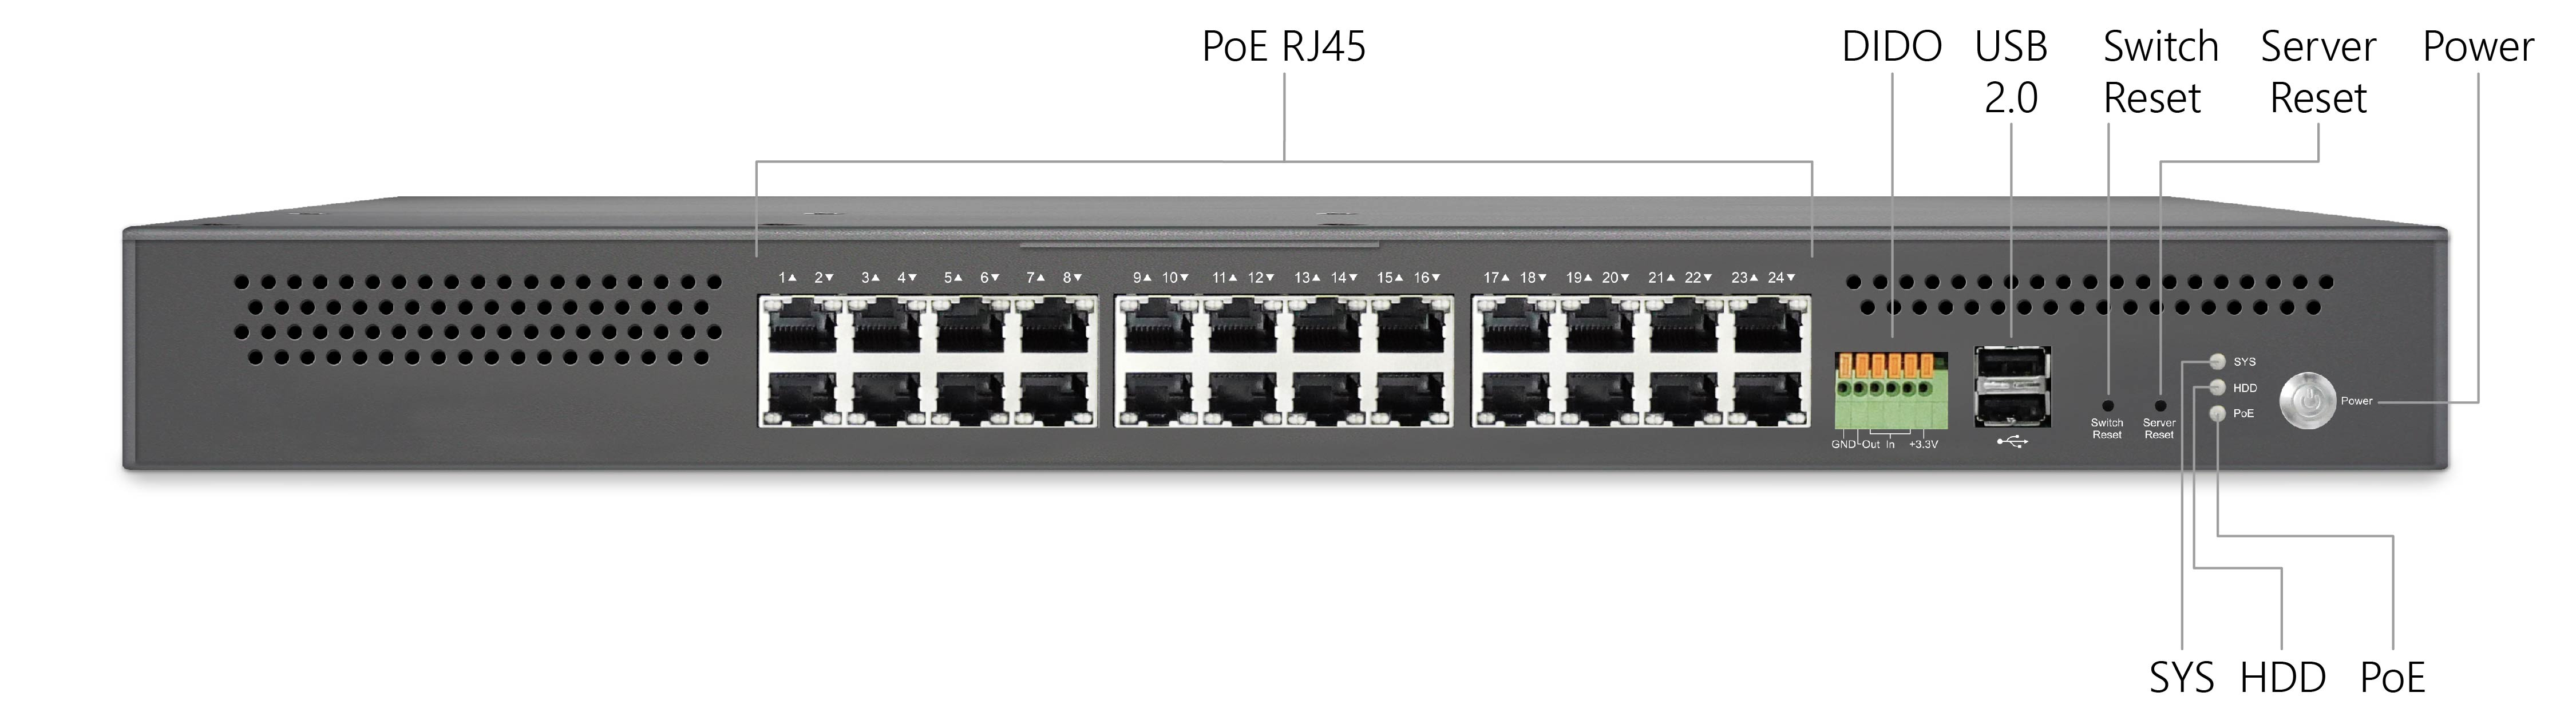 PoE RJ45
DIDO
USB
2.0
Switch
Reset
Server
Reset
Power
1▲ 2▼ 3▲ 4▼ 5▲ 6▼ 7▲ 8▼ 9▲ 10▼ 11▲ 12▼ 13▲ 14▼ 15▲ 16▼ 17▲ 18▼ 19▲ 20▼ 21▲ 22▼ 23▲ 24▼
GND Out In +3.3V
Switch
Reset
Server
Reset
SYS
HDD
PoE
Power
SYS HDD PoE